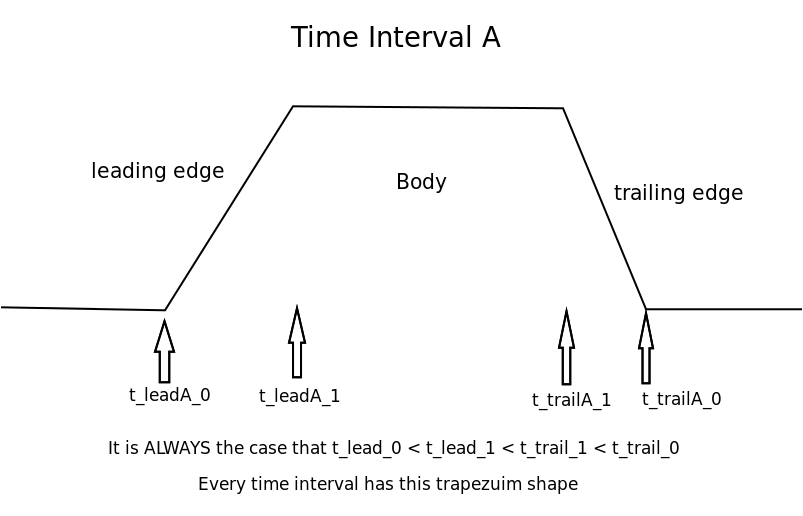 Time Interval A
leading edge
Body
trailing edge
t_leadA_0
t_leadA_1
t_trailA_1
t_trailA_0
It is ALWAYS the case that t_lead_0 < t_lead_1 < t_trail_1 < t_trail_0
Every time interval has this trapezuim shape